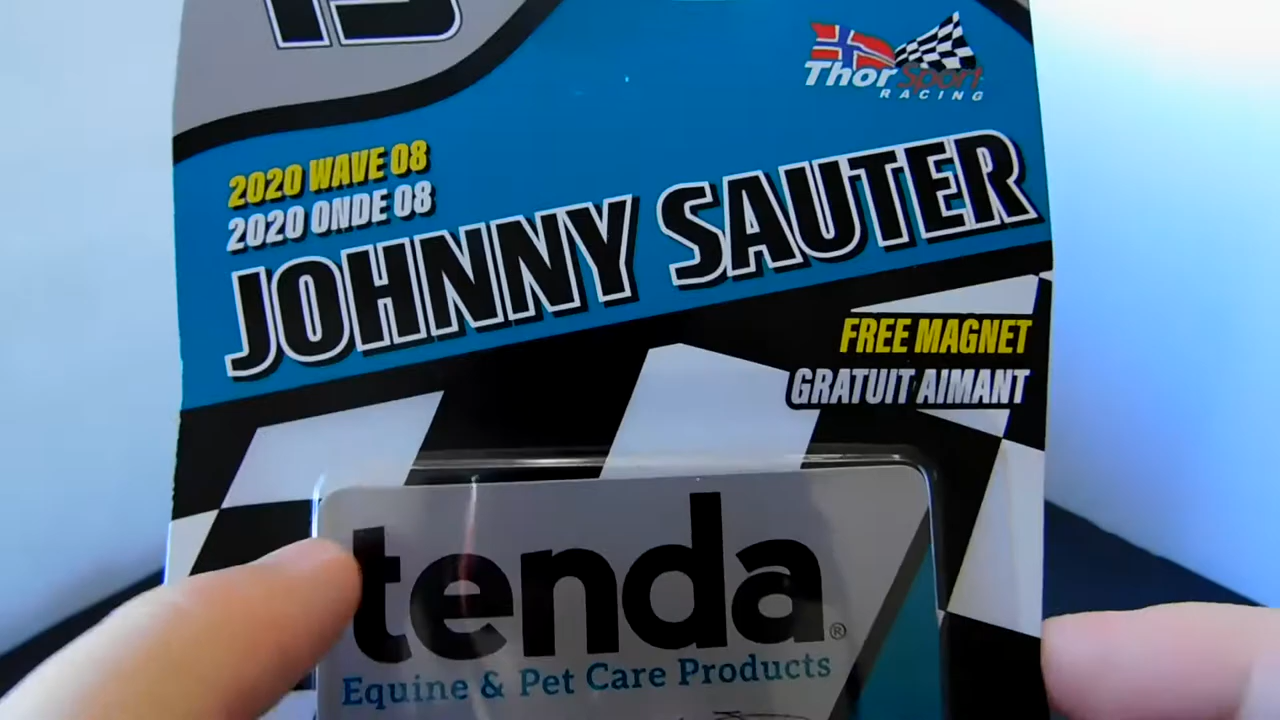 13
ThorSport
RACING
2020 WAVE 08
2020 ONDE 08
JOHNNY SAUTER
FREE MAGNET
GRATUIT AIMANT
tenda®
Equine & Pet Care Products